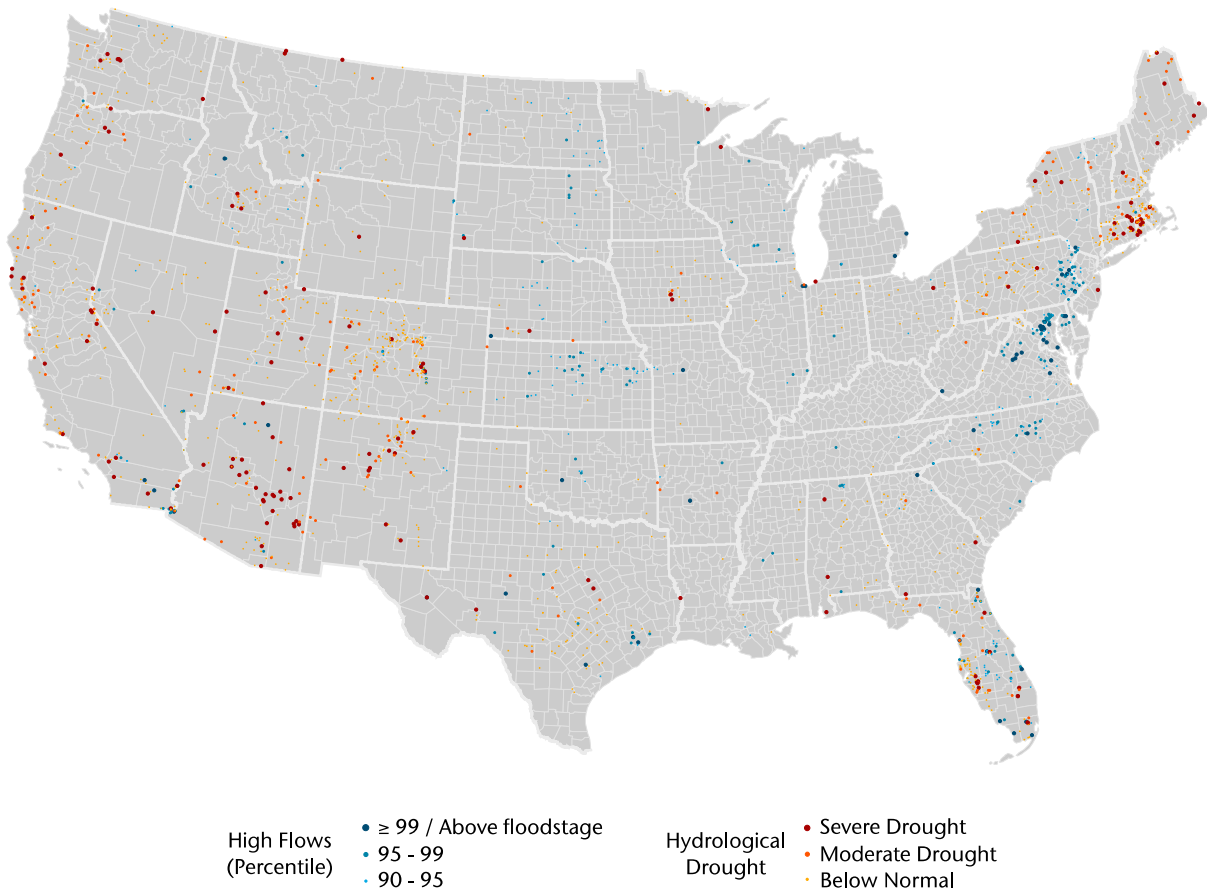 High Flows
(Percentile)
≥ 99 / Above floodstage
95 - 99
90 - 95
Hydrological
Drought
Severe Drought
Moderate Drought
Below Normal